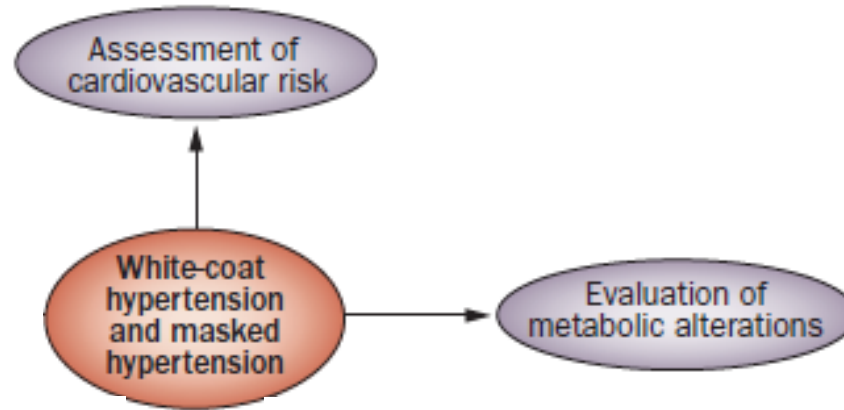 Assessment of
cardiovascular risk
White-coat
hypertension
and masked
hypertension
Evaluation of
metabolic alterations